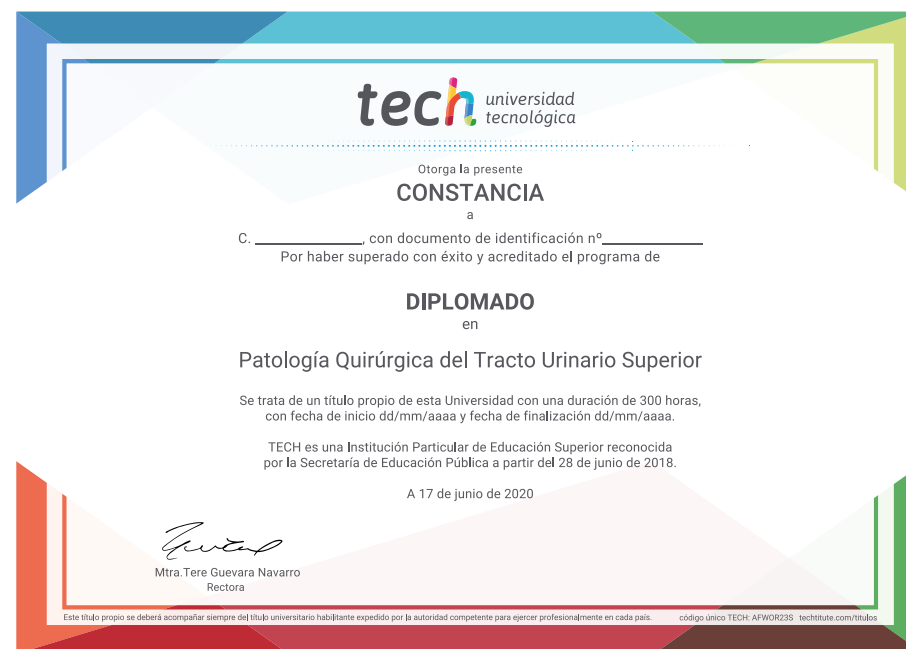 tech universidad
tecnológica
Otorga la presente
CONSTANCIA
a
C. ______________, con documento de identificación nº_____________
Por haber superado con éxito y acreditado el programa de
DIPLOMADO
en
Patología Quirúrgica del Tracto Urinario Superior
Se trata de un título propio de esta Universidad con una duración de 300 horas,
con fecha de inicio dd/mm/aaaa y fecha de finalización dd/mm/aaaa.
TECH es una Institución Particular de Educación Superior reconocida
por la Secretaría de Educación Pública a partir del 28 de junio de 2018.
A 17 de junio de 2020
Mtra.Tere Guevara Navarro
Rectora
Este título propio se deberá acompañar siempre del título universitario habilitante expedido por la autoridad competente para ejercer profesionalmente en cada país. código único TECH: AFWOR23S techtitute.com/titulos